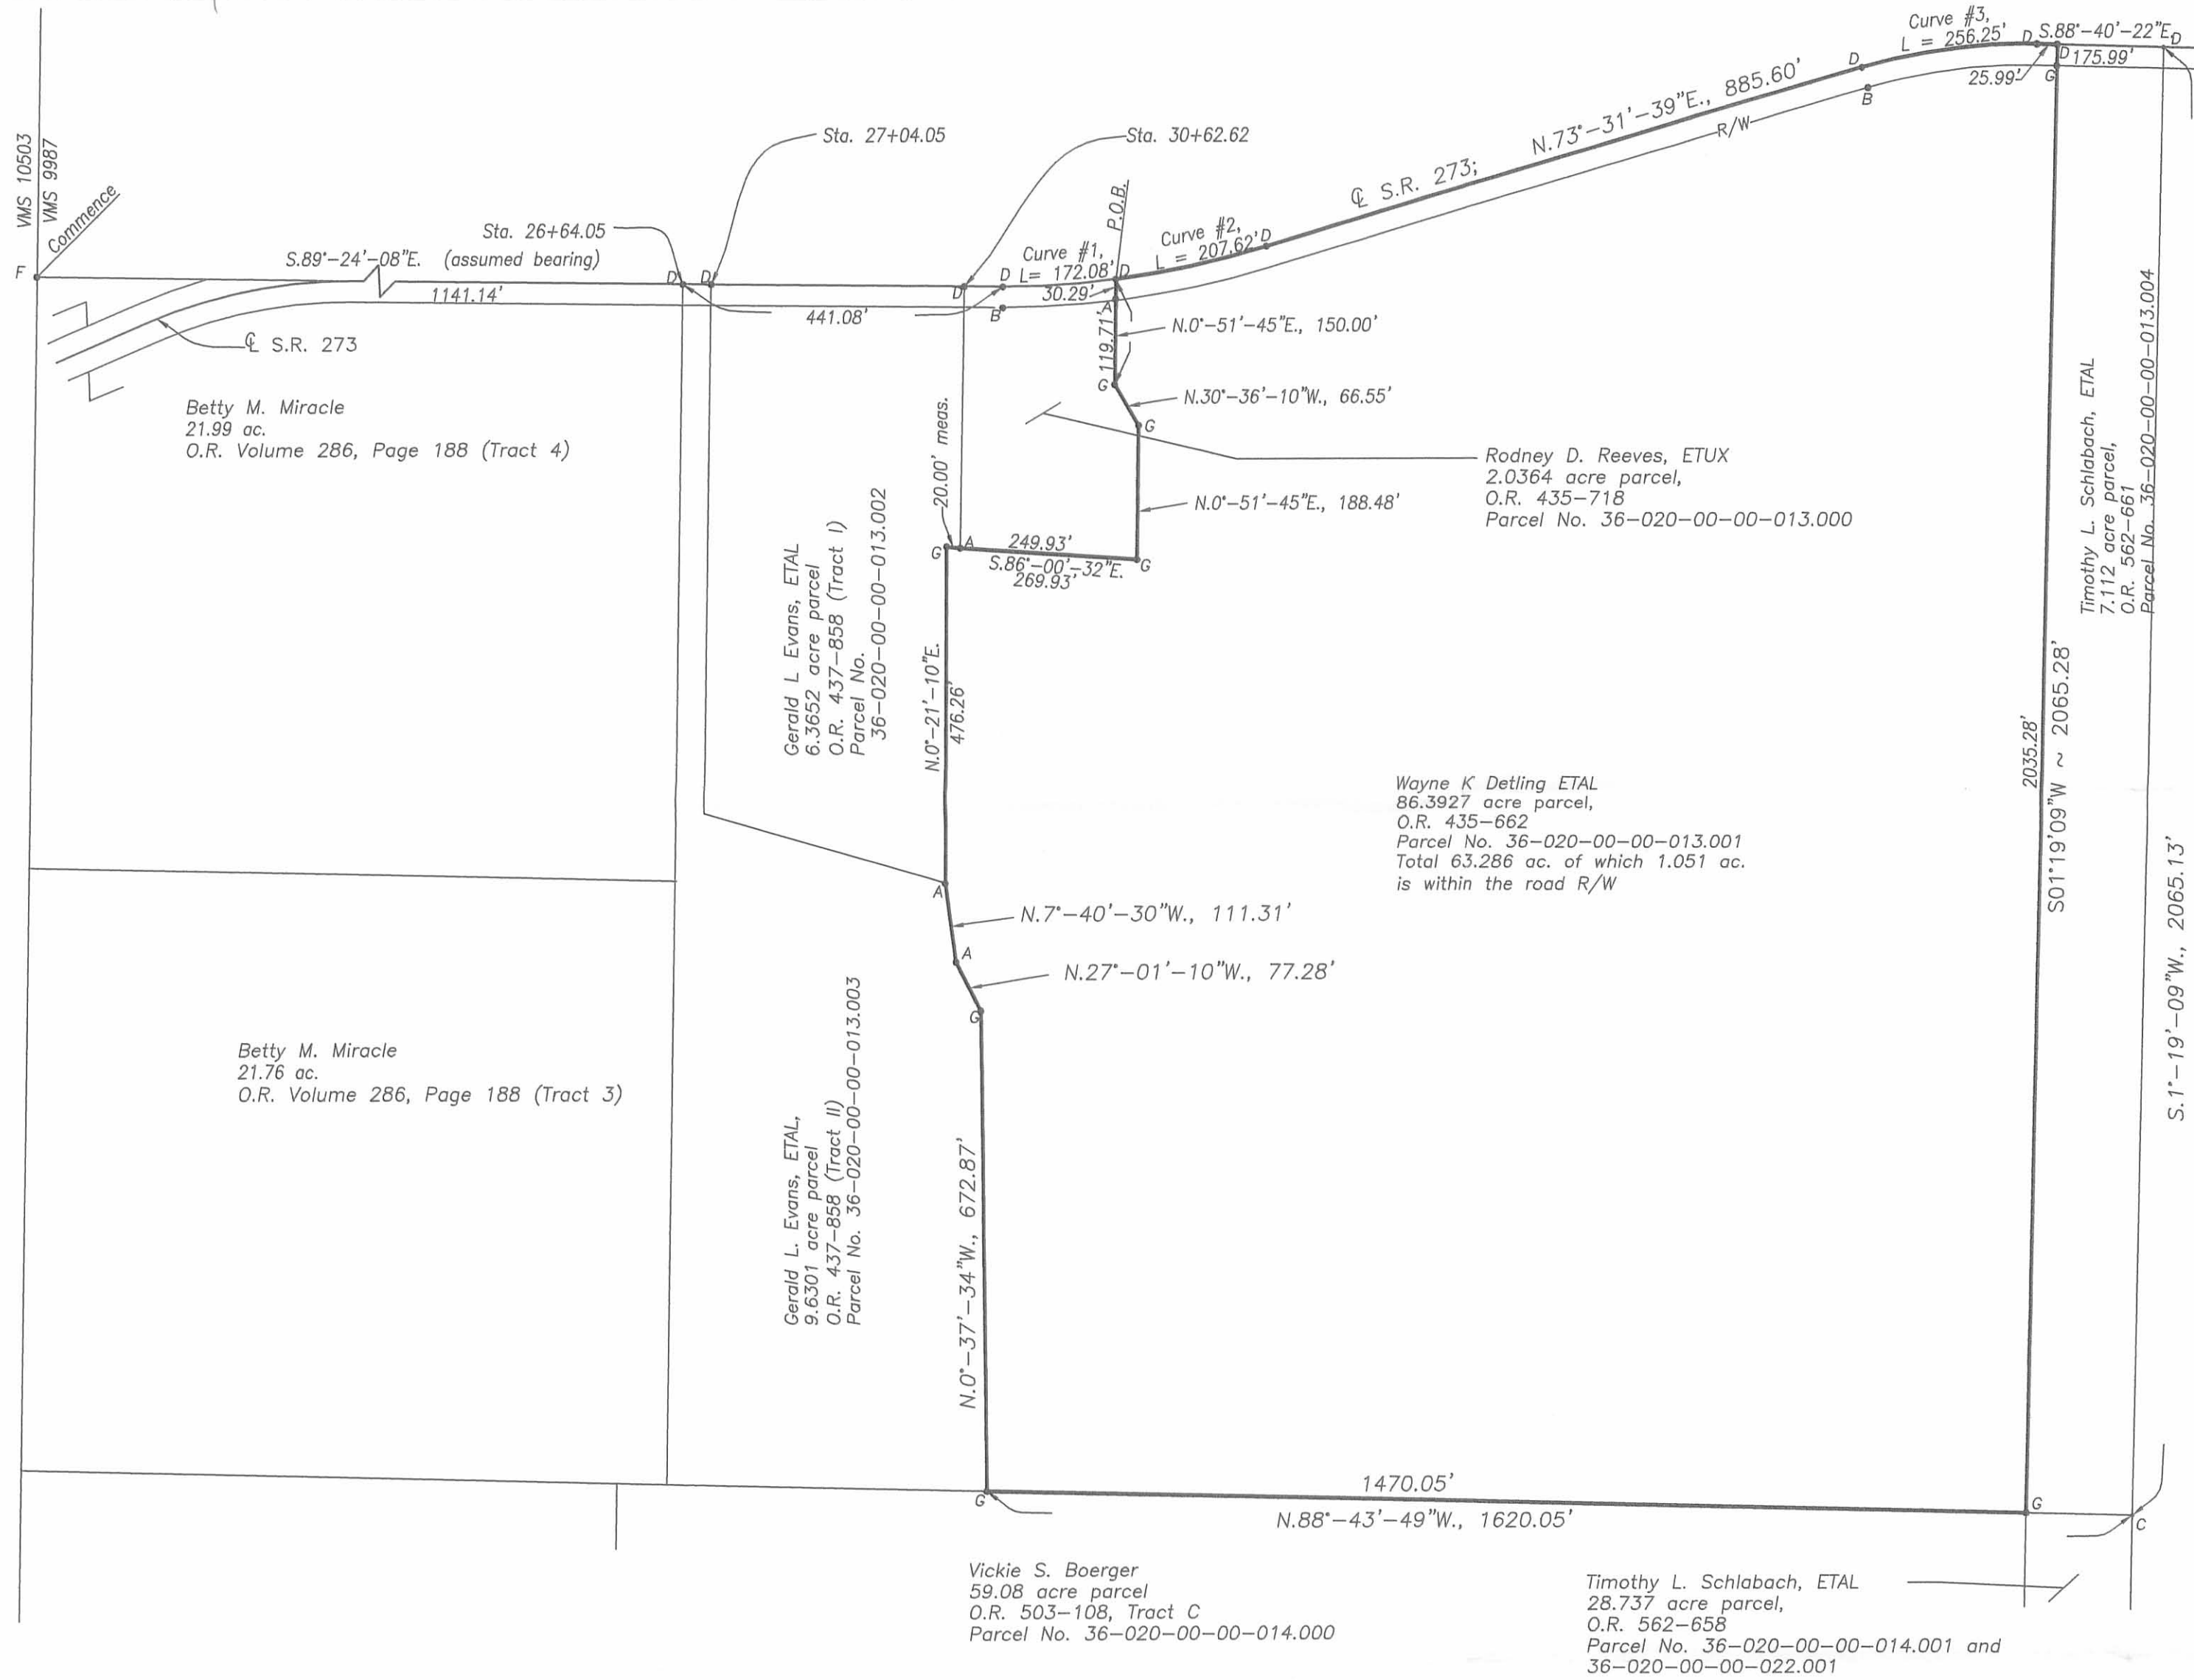 Curve #3,
L = 256.25'
D
S.88°-40'-22"E.
D
D
175.99'
25.99'
G
D
B
N.73°-31'-39"E., 885.60'
R/W
℄ S.R. 273;
VMS 10503
VMS 9987
Commence
F
Sta. 27+04.05
Sta. 30+62.62
Sta. 26+64.05
S.89°-24'-08"E. (assumed bearing)
1141.14'
D
D
441.08'
D
D
B
Curve #1,
L= 172.08'
30.29'
P.O.B.
D
A
Curve #2,
L = 207.62'
D
℄ S.R. 273
119.71'
N.0°-51'-45"E., 150.00'
G
N.30°-36'-10"W., 66.55'
G
Betty M. Miracle
21.99 ac.
O.R. Volume 286, Page 188 (Tract 4)
Rodney D. Reeves, ETUX
2.0364 acre parcel,
O.R. 435-718
Parcel No. 36-020-00-00-013.000
N.0°-51'-45"E., 188.48'
20.00' meas.
G
A
249.93'
S.86°-00'-32"E.
269.93'
G
Gerald L Evans, ETAL
6.3652 acre parcel
O.R. 437-858 (Tract I)
Parcel No.
36-020-00-00-013.002
N.0°-21'-10"E.
476.26'
Timothy L. Schlabach, ETAL
7.112 acre parcel,
O.R. 562-661
Parcel No. 36-020-00-00-013.004
2035.28'
S01°19'09"W ~ 2065.28'
S.1°-19'-09"W., 2065.13'
Wayne K Detling ETAL
86.3927 acre parcel,
O.R. 435-662
Parcel No. 36-020-00-00-013.001
Total 63.286 ac. of which 1.051 ac.
is within the road R/W
A
N.7°-40'-30"W., 111.31'
A
N.27°-01'-10"W., 77.28'
G
Betty M. Miracle
21.76 ac.
O.R. Volume 286, Page 188 (Tract 3)
Gerald L. Evans, ETAL,
9.6301 acre parcel
O.R. 437-858 (Tract II)
Parcel No. 36-020-00-00-013.003
N.0°-37'-34"W., 672.87'
G
1470.05'
N.88°-43'-49"W., 1620.05'
G
C
Vickie S. Boerger
59.08 acre parcel
O.R. 503-108, Tract C
Parcel No. 36-020-00-00-014.000
Timothy L. Schlabach, ETAL
28.737 acre parcel,
O.R. 562-658
Parcel No. 36-020-00-00-014.001 and
36-020-00-00-022.001